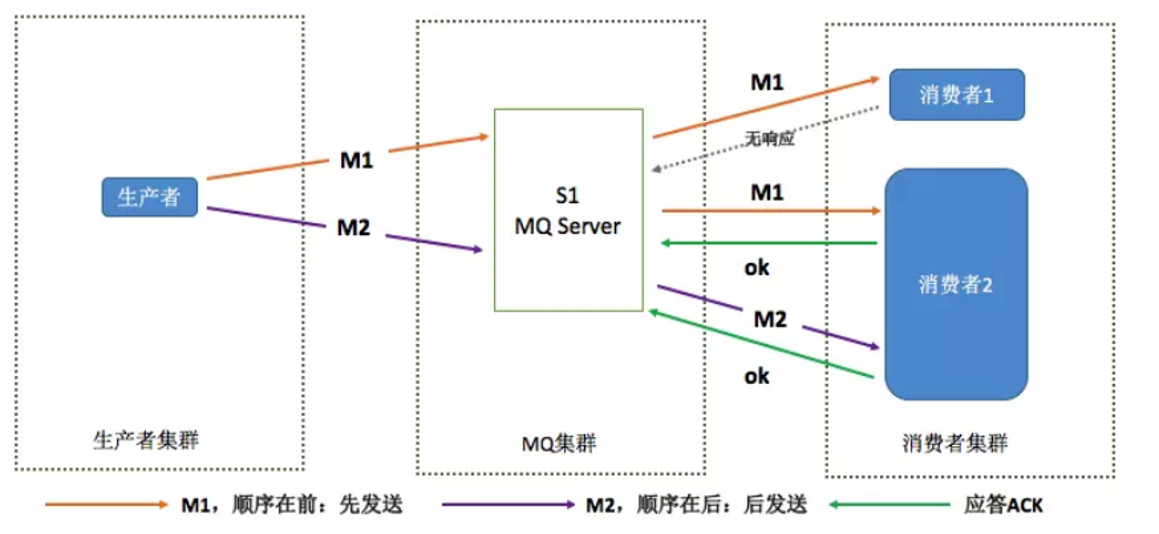 M1
消费者1
无响应
M1
生产者
S1
MQ Server
M1
M2
ok
消费者2
M2
ok
生产者集群
MQ集群
消费者集群
M1，顺序在前：先发送
M2，顺序在后：后发送
应答ACK